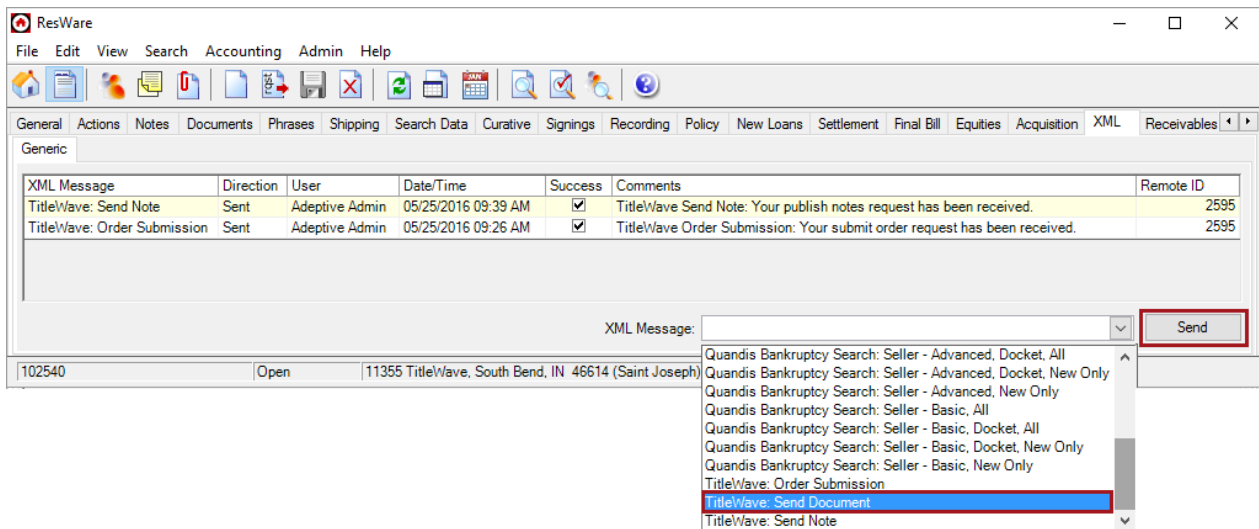 ResWare
File Edit View Search Accounting Admin Help
JAN
General Actions Notes Documents Phrases Shipping Search Data Curative Signings Recording Policy New Loans Settlement Final Bill Equities Acquisition XML Receivables
Generic
XML Message Direction User Date/Time Success Comments Remote ID
TitleWave: Send Note Sent Adeptive Admin 05/25/2016 09:39 AM TitleWave Send Note: Your publish notes request has been received. 2595
TitleWave: Order Submission Sent Adeptive Admin 05/25/2016 09:26 AM TitleWave Order Submission: Your submit order request has been received. 2595
XML Message: Send
102540 Open 11355 TitleWave, South Bend, IN 46614 (Saint Joseph)
Quandis Bankruptcy Search: Seller - Advanced, Docket, All
Quandis Bankruptcy Search: Seller - Advanced, Docket, New Only
Quandis Bankruptcy Search: Seller - Advanced, New Only
Quandis Bankruptcy Search: Seller - Basic, All
Quandis Bankruptcy Search: Seller - Basic, Docket, All
Quandis Bankruptcy Search: Seller - Basic, Docket, New Only
Quandis Bankruptcy Search: Seller - Basic, New Only
TitleWave: Order Submission
TitleWave: Send Document
TitleWave: Send Note